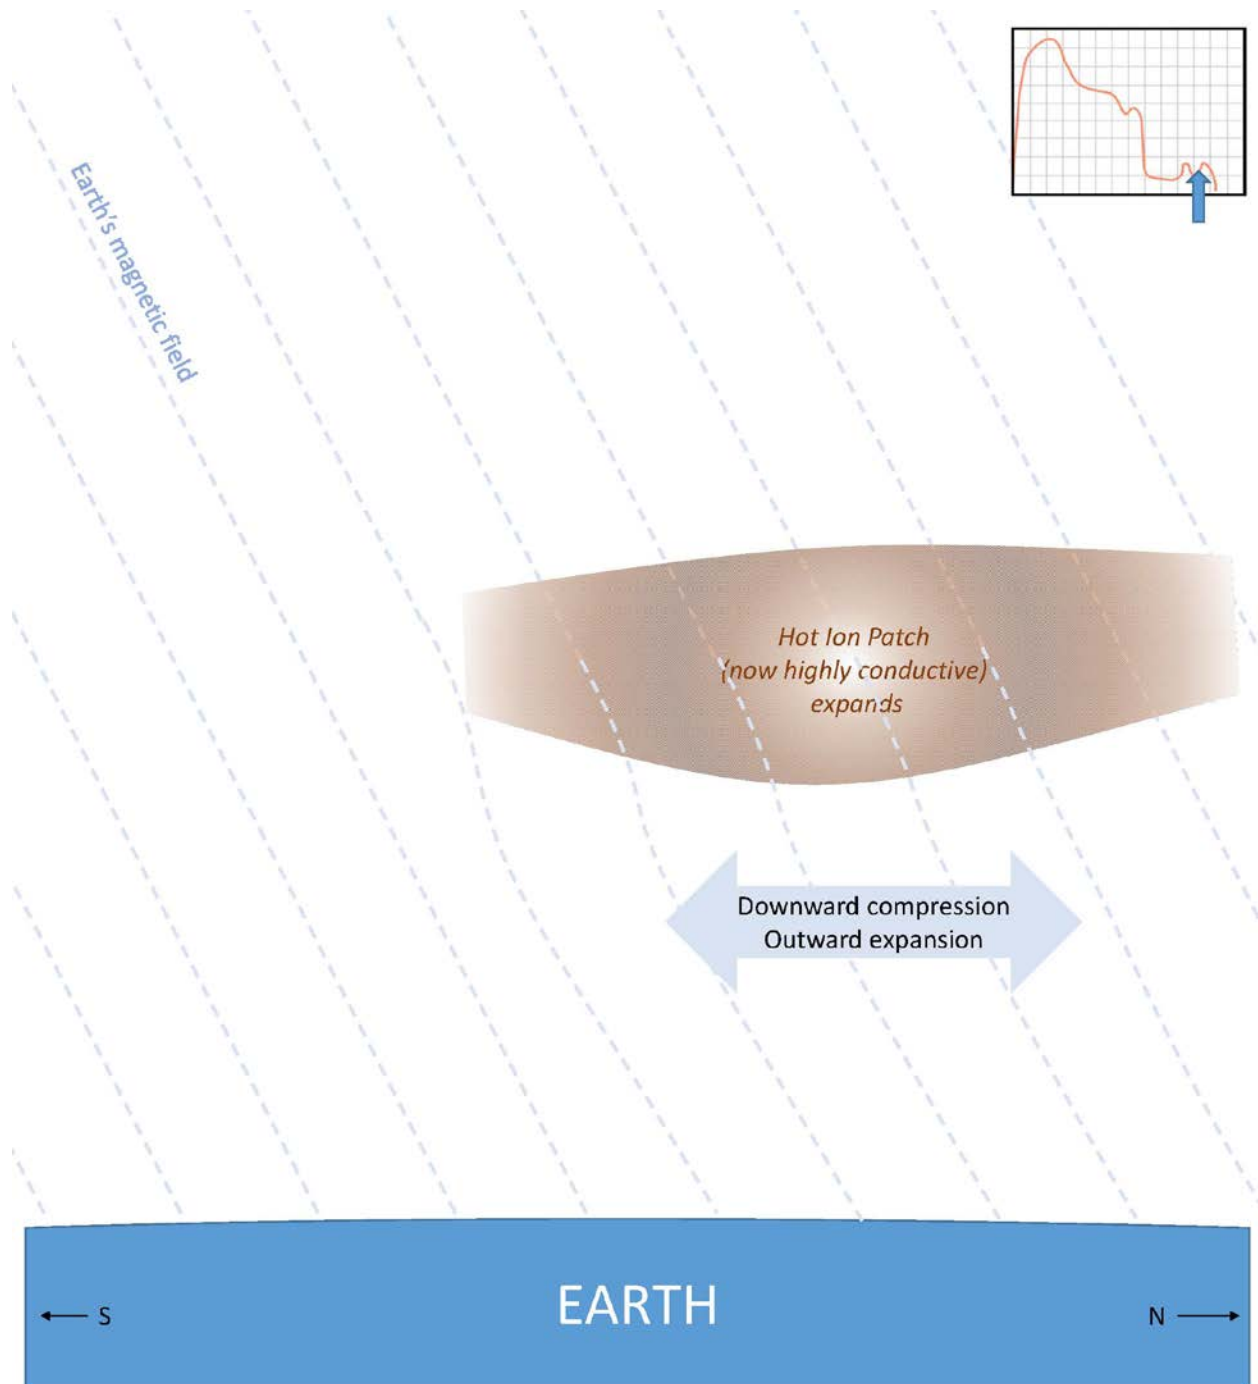 Earth's magnetic field
Hot Ion Patch
(now highly conductive)
expands
Downward compression
Outward expansion
EARTH
S
N